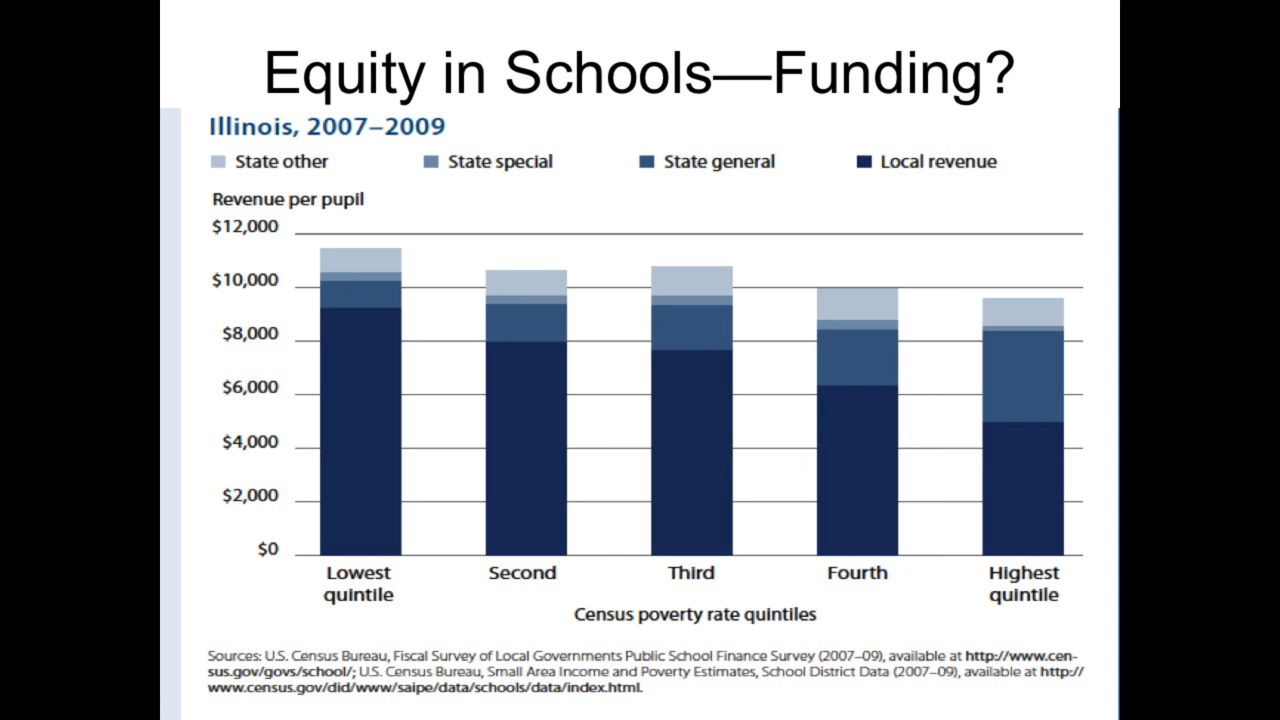 Equity in Schools—Funding?
Illinois, 2007–2009
State other State special State general Local revenue
Revenue per pupil
$12,000
$10,000
$8,000
$6,000
$4,000
$2,000
$0
Lowest quintile Second Third Fourth Highest quintile
Census poverty rate quintiles
Sources: U.S. Census Bureau, Fiscal Survey of Local Governments Public School Finance Survey (2007–09), available at http://www.cen-
sus.gov/govs/school/; U.S. Census Bureau, Small Area Income and Poverty Estimates, School District Data (2007–09), available at http://
www.census.gov/did/www/saipe/data/schools/data/index.html.